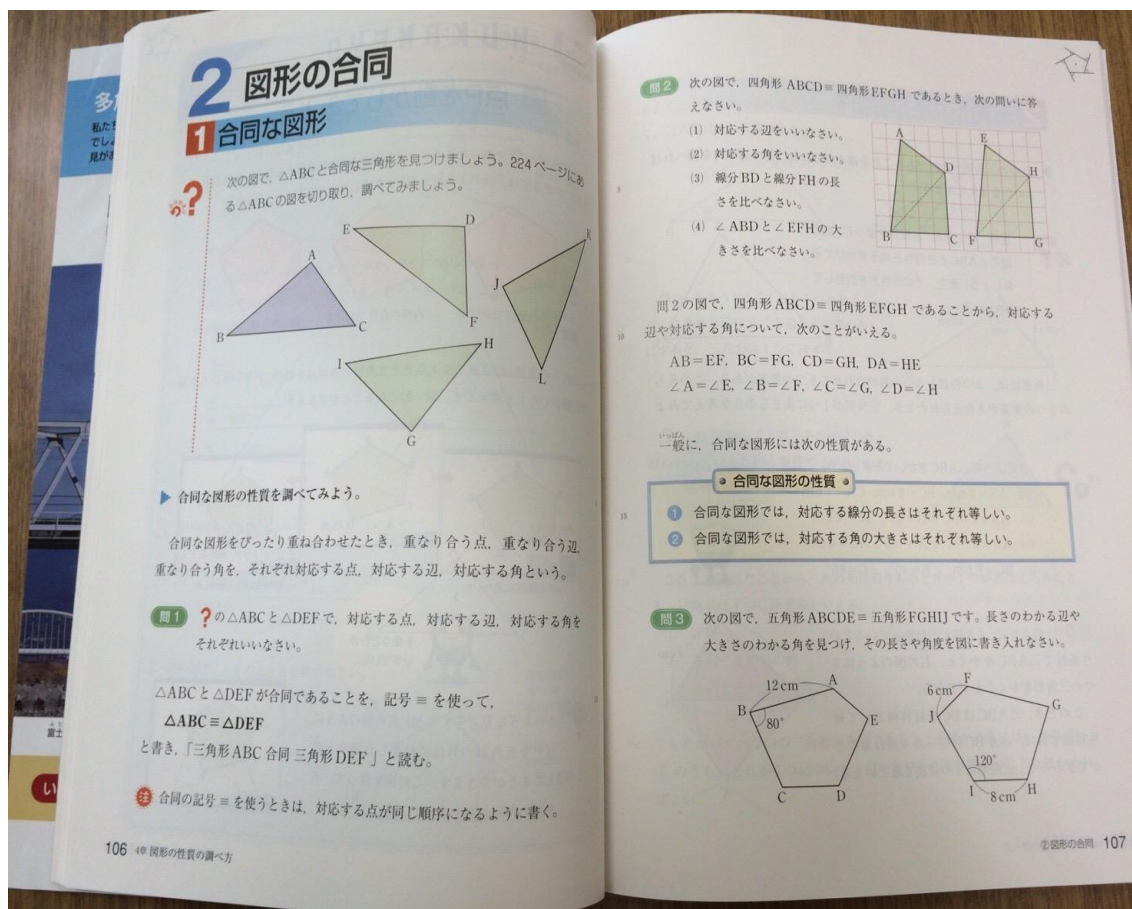 多
私た
でしょ
見がま
富士
い
2 図形の合同
1 合同な図形
?
次の図で,△ABCと合同な三角形を見つけましょう。224ページにあ
る△ABCの図を切り取り,調べてみましょう。
A
B
C
E
D
F
J
L
I
H
G
▶ 合同な図形の性質を調べてみよう。
合同な図形をぴったり重ね合わせたとき,重なり合う点,重なり合う辺,
重なり合う角を,それぞれ対応する点,対応する辺,対応する角という。
問1 ?の△ABCと△DEFで,対応する点,対応する辺,対応する角を
それぞれいいなさい。
△ABCと△DEFが合同であることを,記号≡を使って,
△ABC≡△DEF
と書き,「三角形ABC 合同 三角形DEF」と読む。
注 合同の記号≡を使うときは,対応する点が同じ順序になるように書く。
106 4章 図形の性質の調べ方
問2 次の図で,四角形 ABCD≡四角形EFGH であるとき,次の問いに答
えなさい。
(1) 対応する辺をいいなさい。
(2) 対応する角をいいなさい。
(3) 線分BDと線分FHの長
さを比べなさい。
(4) ∠ABDと∠EFHの大
きさを比べなさい。
A
D
B
C
E
H
F
G
5
10
15
問2の図で,四角形ABCD≡四角形EFGH であることから,対応する
辺や対応する角について,次のことがいえる。
AB=EF, BC=FG, CD=GH, DA=HE
∠A=∠E, ∠B=∠F, ∠C=∠G, ∠D=∠H
いっぱん
一般に,合同な図形には次の性質がある。
合同な図形の性質
1 合同な図形では,対応する線分の長さはそれぞれ等しい。
2 合同な図形では,対応する角の大きさはそれぞれ等しい。
問3 次の図で,五角形ABCDE≡五角形FGHIJです。長さのわかる辺や
大きさのわかる角を見つけ,その長さや角度を図に書き入れなさい。
12cm
A
B
80°
E
C
D
F
6cm
J
G
120°
I
8cm
H
②図形の合同 107